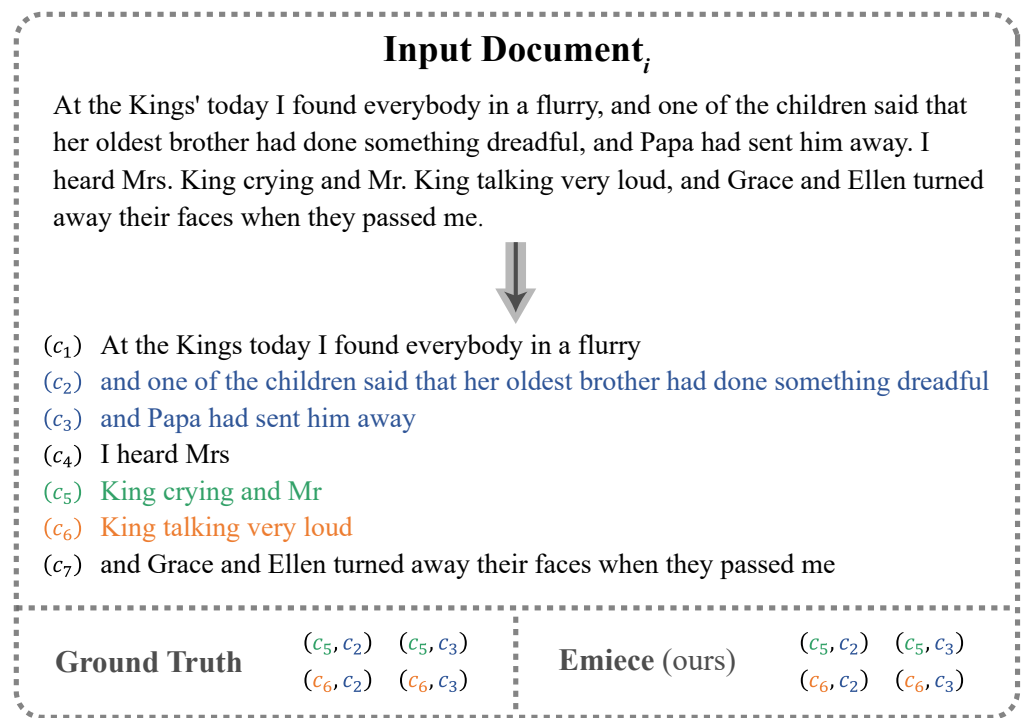 Input Document_i
At the Kings' today I found everybody in a flurry, and one of the children said that
her oldest brother had done something dreadful, and Papa had sent him away. I
heard Mrs. King crying and Mr. King talking very loud, and Grace and Ellen turned
away their faces when they passed me.
(c₁) At the Kings today I found everybody in a flurry
(c₂) and one of the children said that her oldest brother had done something dreadful
(c₃) and Papa had sent him away
(c₄) I heard Mrs
(c₅) King crying and Mr
(c₆) King talking very loud
(c₇) and Grace and Ellen turned away their faces when they passed me
Ground Truth
(c₅, c₂) (c₅, c₃)
(c₆, c₂) (c₆, c₃)
Emiece (ours)
(c₅, c₂) (c₅, c₃)
(c₆, c₂) (c₆, c₃)